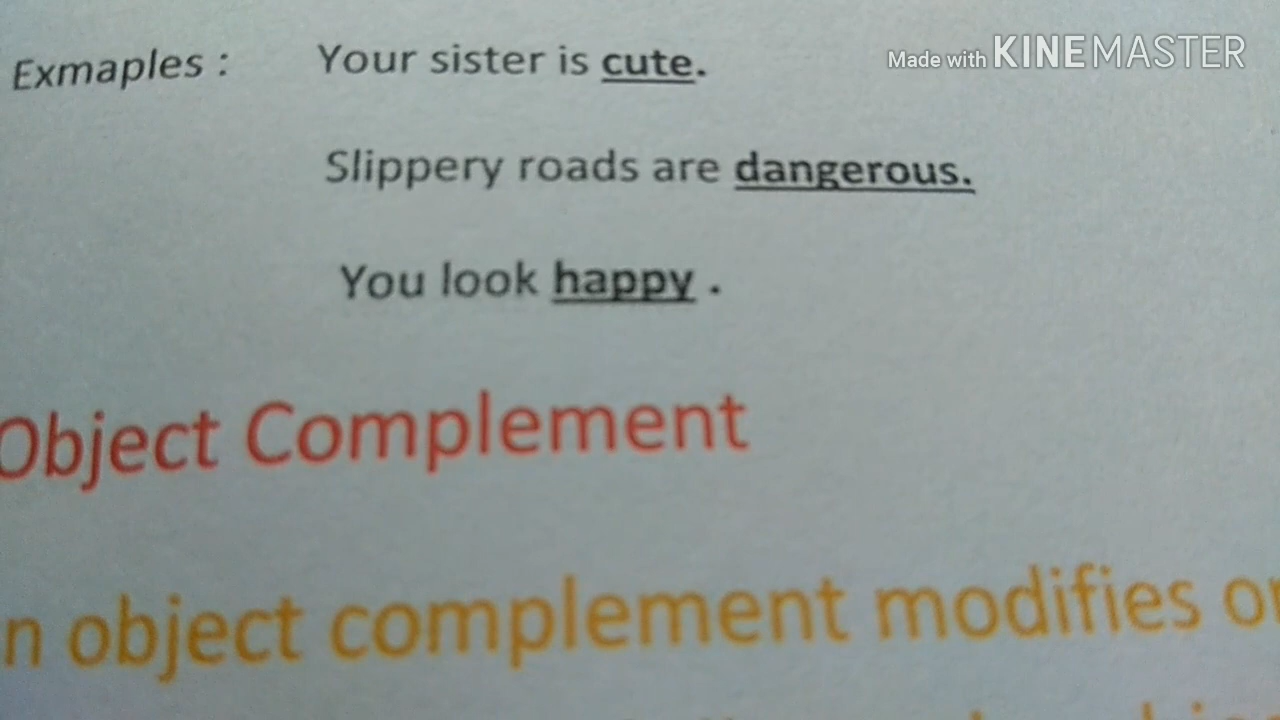 Exmaples : Your sister is cute.
Made with KINEMASTER
Slippery roads are dangerous.
You look happy .
Object Complement
object complement modifies